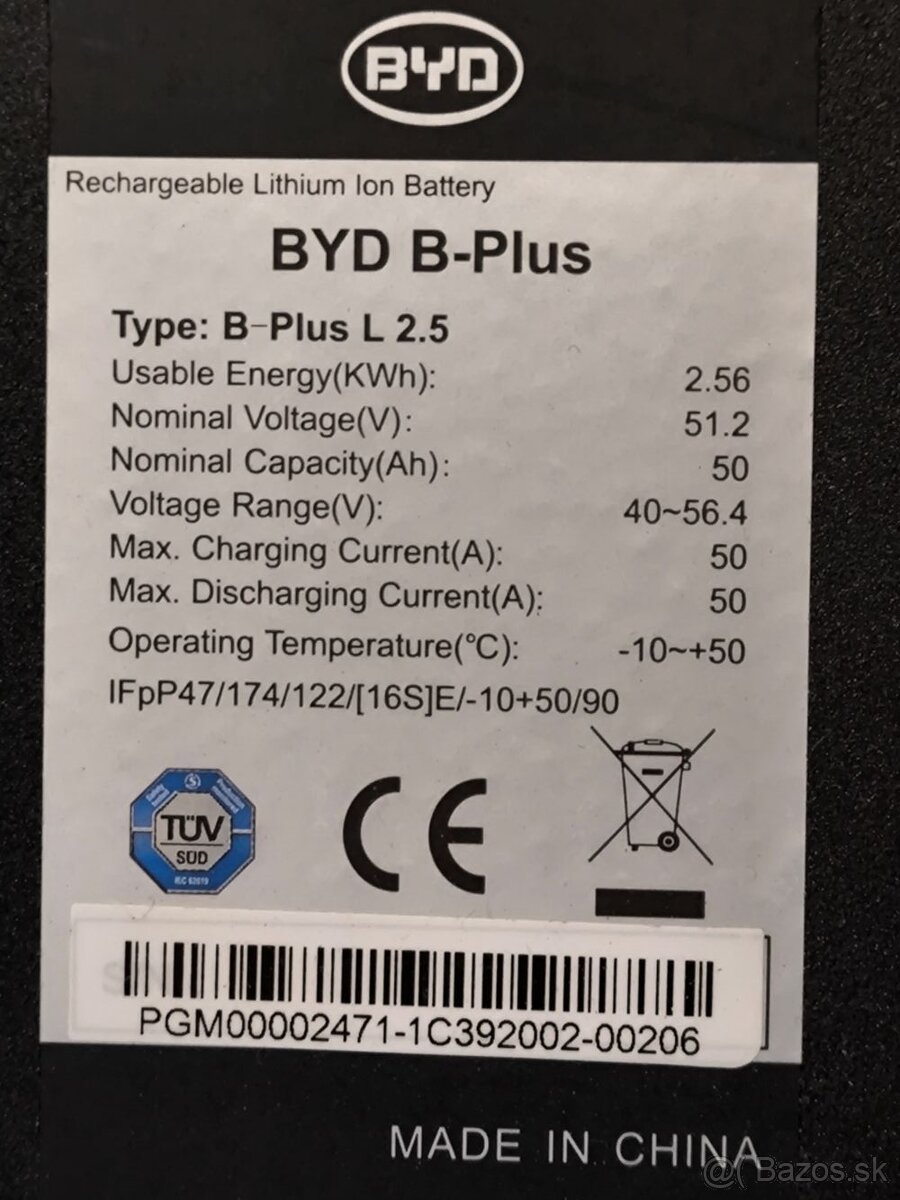 BYD
Rechargeable Lithium Ion Battery
BYD B-Plus
Type: B-Plus L 2.5
Usable Energy(KWh): 2.56
Nominal Voltage(V): 51.2
Nominal Capacity(Ah): 50
Voltage Range(V): 40~56.4
Max. Charging Current(A): 50
Max. Discharging Current(A): 50
Operating Temperature(°C): -10~+50
IFpP47/174/122/[16S]E/-10+50/90
TÜV
SÜD
IEC 62619
CE
PGM00002471-1C392002-00206
MADE IN CHINA
@( Bazos.sk